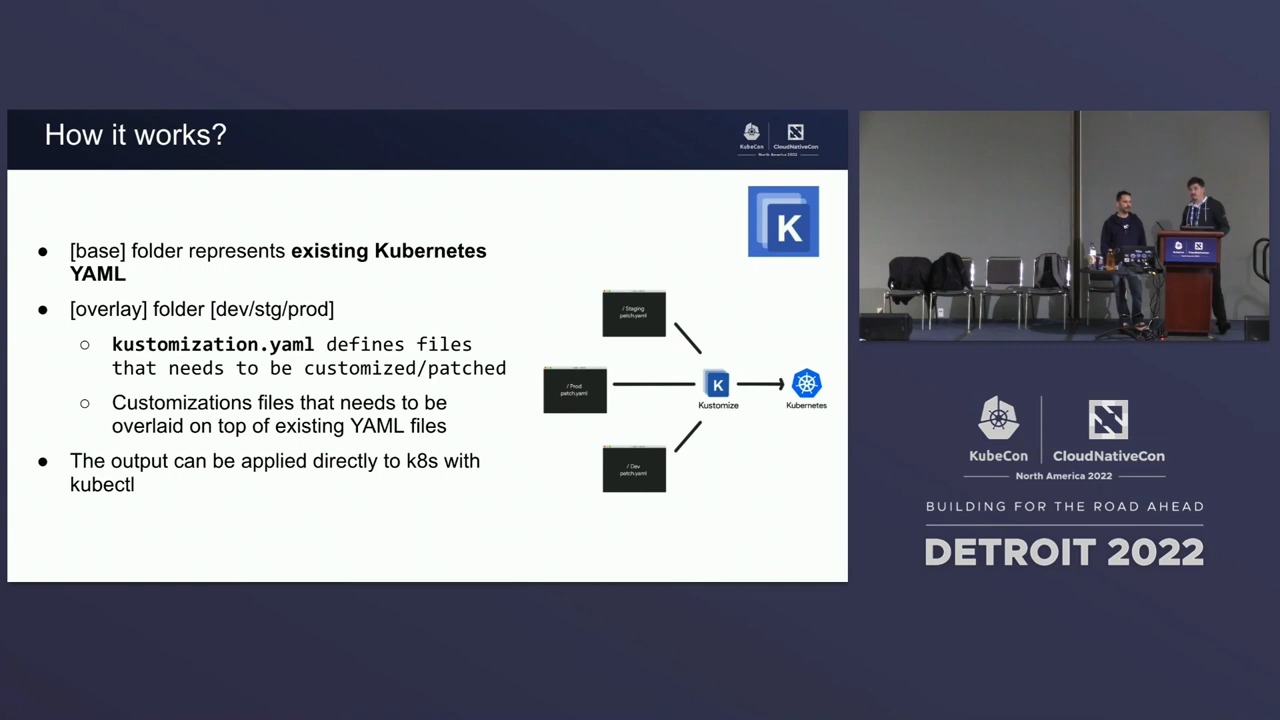 How it works?
KubeCon
CloudNativeCon
North America 2022
K
● [base] folder represents existing Kubernetes
YAML
● [overlay] folder [dev/stg/prod]
○ kustomization.yaml defines files
that needs to be customized/patched
○ Customizations files that needs to be
overlaid on top of existing YAML files
● The output can be applied directly to k8s with
kubectl
/ Staging
patch.yaml
/ Prod
patch.yaml
/ Dev
patch.yaml
K
Kustomize
Kubernetes
KubeCon
CloudNativeCon
North America 2022
BUILDING FOR THE ROAD AHEAD
DETROIT 2022